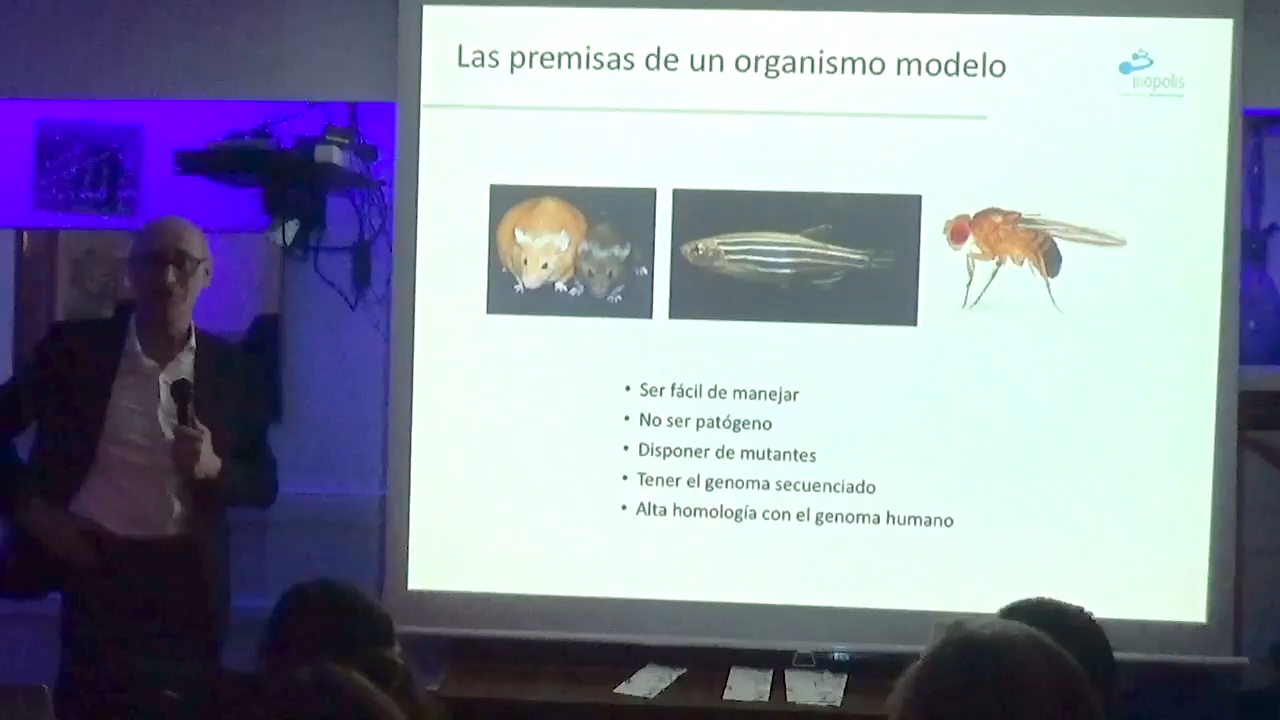 Las premisas de un organismo modelo
biopolis
• Ser fácil de manejar
• No ser patógeno
• Disponer de mutantes
• Tener el genoma secuenciado
• Alta homología con el genoma humano